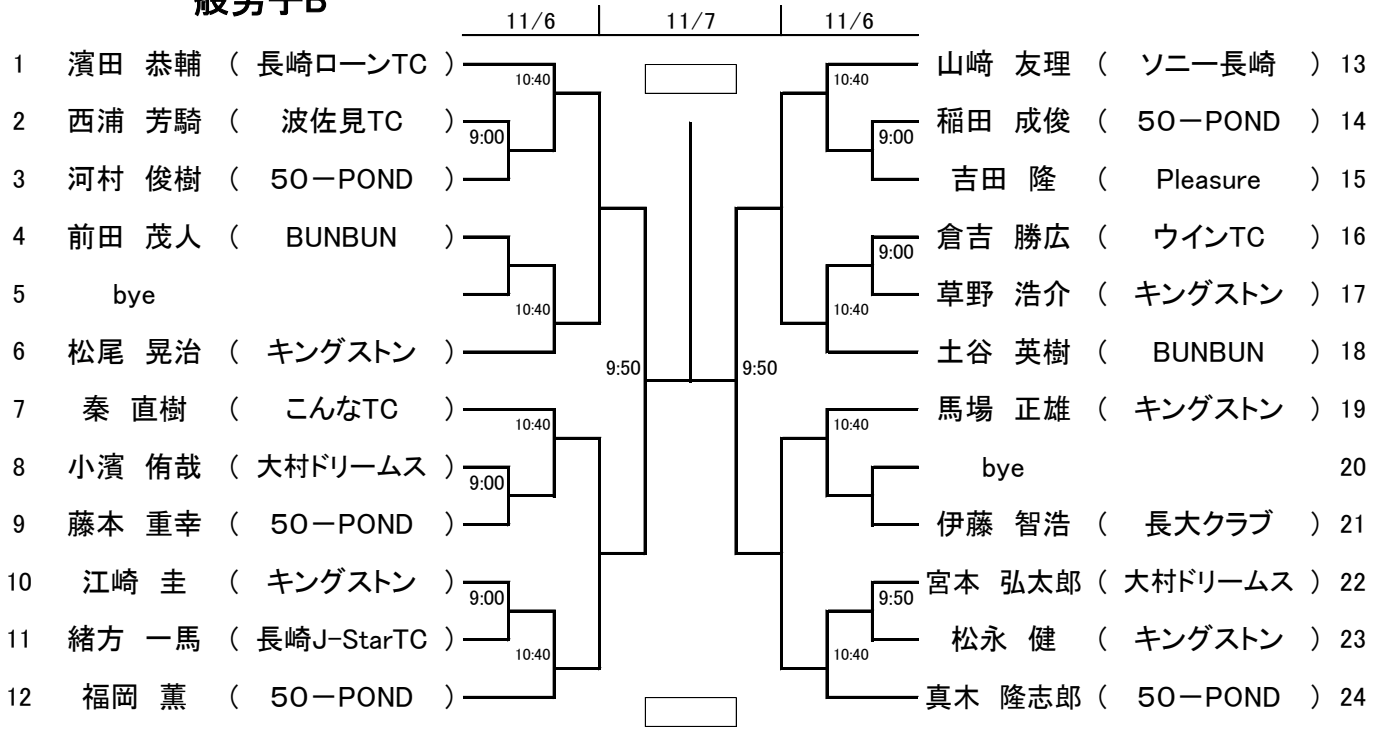 般男子B
11/6 11/7 11/6
1 濱田 恭輔 ( 長崎ローンTC ) 10:40 10:40 山﨑 友理 ( ソニー長崎 ) 13
2 西浦 芳騎 ( 波佐見TC ) 9:00 9:00 稲田 成俊 ( 50-POND ) 14
3 河村 俊樹 ( 50-POND ) 吉田 隆 ( Pleasure ) 15
4 前田 茂人 ( BUNBUN ) 9:00 倉吉 勝広 ( ウインTC ) 16
5 bye 10:40 10:40 草野 浩介 ( キングストン ) 17
6 松尾 晃治 ( キングストン ) 9:50 9:50 土谷 英樹 ( BUNBUN ) 18
7 秦 直樹 ( こんなTC ) 10:40 10:40 馬場 正雄 ( キングストン ) 19
8 小濱 侑哉 ( 大村ドリームス ) 9:00 bye 20
9 藤本 重幸 ( 50-POND ) 伊藤 智浩 ( 長大クラブ ) 21
10 江崎 圭 ( キングストン ) 9:00 9:50 宮本 弘太郎 ( 大村ドリームス ) 22
11 緒方 一馬 ( 長崎J-StarTC ) 10:40 10:40 松永 健 ( キングストン ) 23
12 福岡 薫 ( 50-POND ) 真木 隆志郎 ( 50-POND ) 24